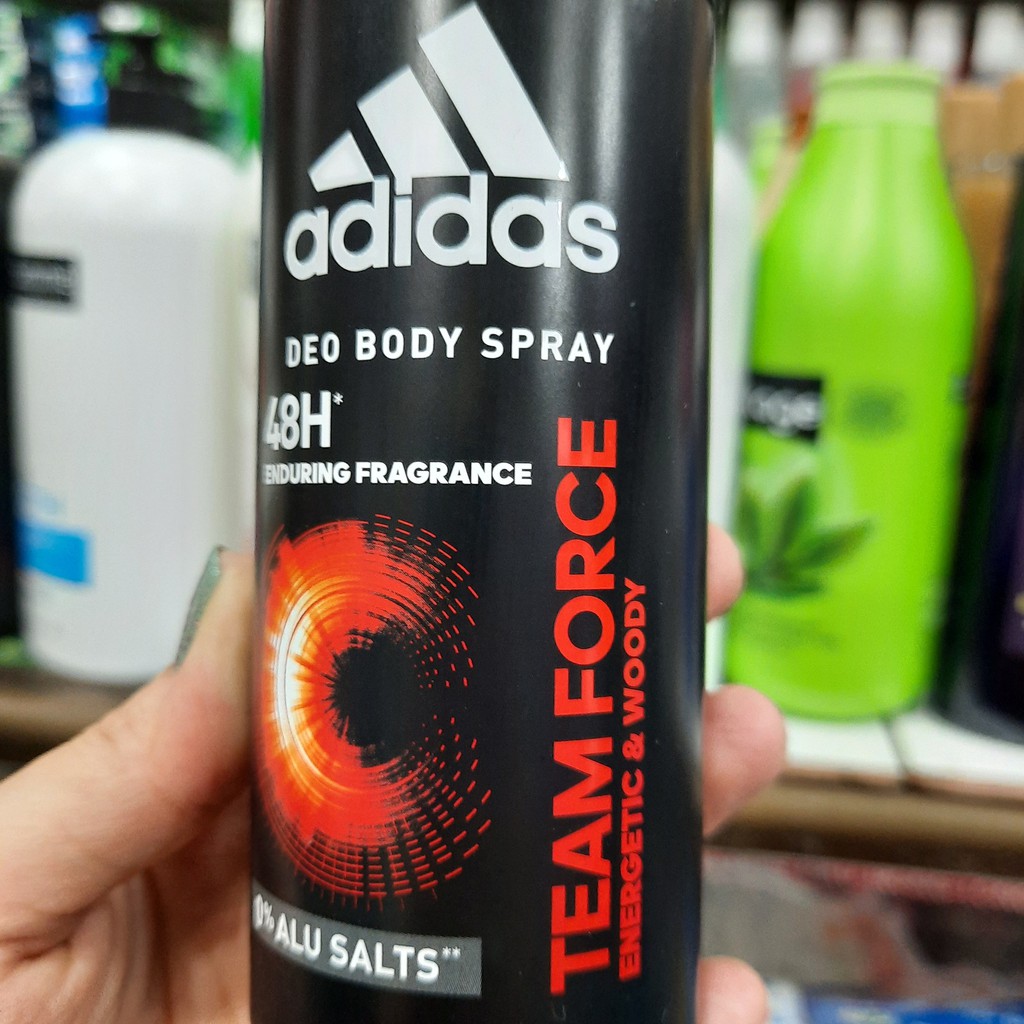 adidas
DEO BODY SPRAY
48H*
ENDURING FRAGRANCE
TEAM FORCE
ENERGETIC & WOODY
0% ALU SALTS**